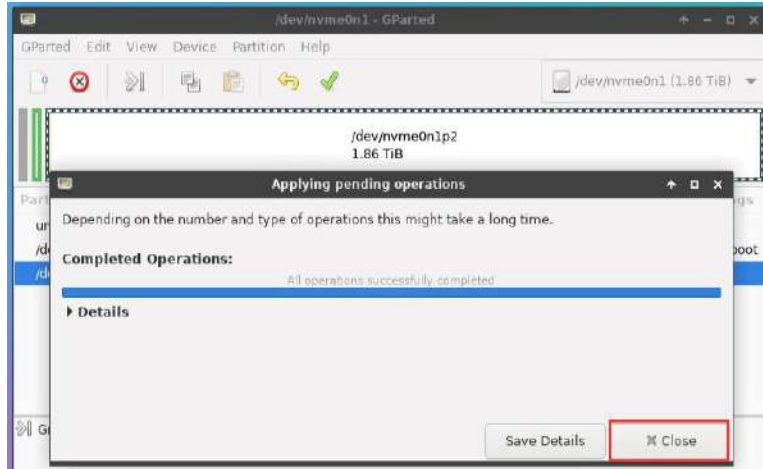 /dev/nvme0n1 - GParted
GParted Edit View Device Partition Help
/dev/nvme0n1 (1.86 TiB)
/dev/nvme0n1p2
1.86 TiB
Applying pending operations
Depending on the number and type of operations this might take a long time.
Completed Operations:
All operations successfully completed
Details
Save Details
Close